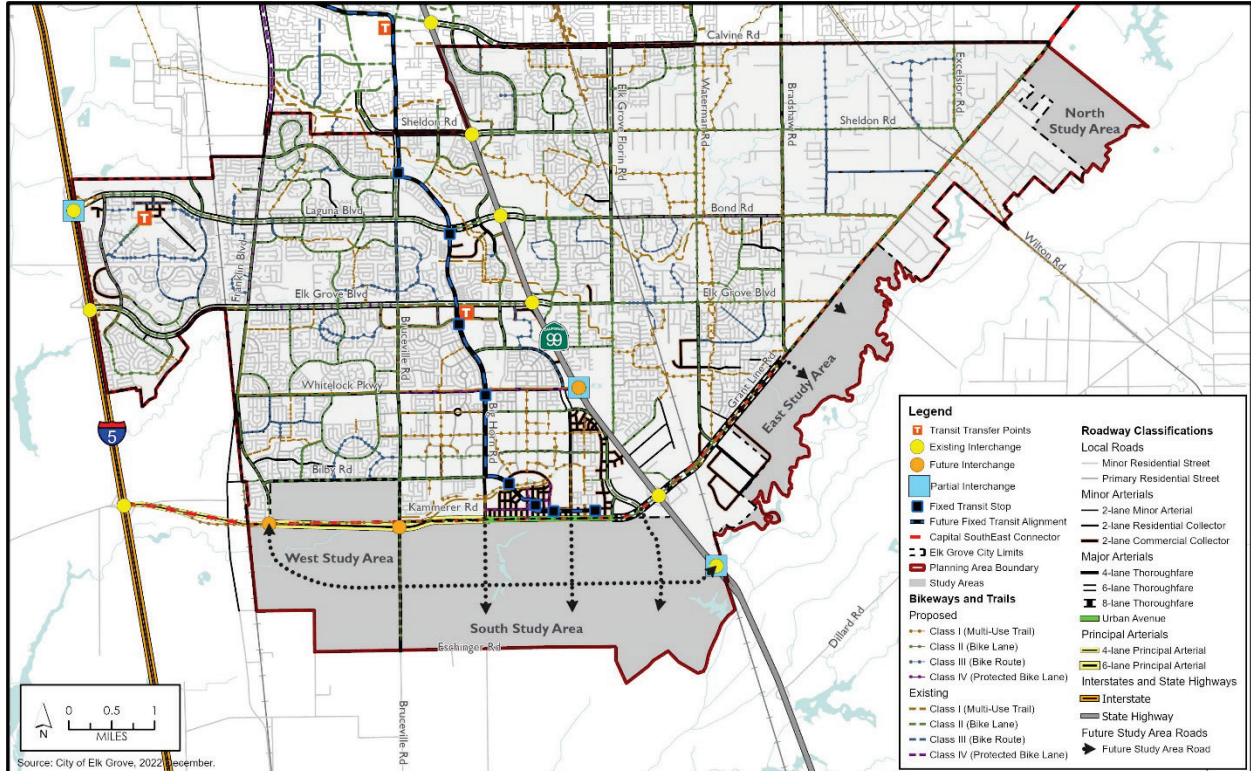 T
Calvine Rd
Excelsior Rd
Bradshaw Rd
Waterman Rd
Elk Grove Florin Rd
North
Study Area
Sheldon Rd
Sheldon Rd
T
Laguna Blvd
Bond Rd
Franklin Blvd
Wilton Rd
Elk Grove Blvd
Elk Grove Blvd
T
Bruceville Rd
CALIFORNIA
99
Whitelock Pkwy
Grant Line Rd
East Study Area
Big Horn Rd
5
Bilby Rd
Kammerer Rd
West Study Area
South Study Area
Dillard Rd
Eschinger Rd
Bruceville Rd
N
0 0.5 1
MILES
Source: City of Elk Grove, 2022 December.
Legend
T Transit Transfer Points
Existing Interchange
Future Interchange
Partial Interchange
Fixed Transit Stop
Future Fixed Transit Alignment
Capital SouthEast Connector
Elk Grove City Limits
Planning Area Boundary
Study Areas
Bikeways and Trails
Proposed
Class I (Multi-Use Trail)
Class II (Bike Lane)
Class III (Bike Route)
Class IV (Protected Bike Lane)
Existing
Class I (Multi-Use Trail)
Class II (Bike Lane)
Class III (Bike Route)
Class IV (Protected Bike Lane)
Roadway Classifications
Local Roads
Minor Residential Street
Primary Residential Street
Minor Arterials
2-lane Minor Arterial
2-lane Residential Collector
2-lane Commercial Collector
Major Arterials
4-lane Thoroughfare
6-lane Thoroughfare
8-lane Thoroughfare
Urban Avenue
Principal Arterials
4-lane Principal Arterial
6-lane Principal Arterial
Interstates and State Highways
Interstate
State Highway
Future Study Area Roads
Future Study Area Road